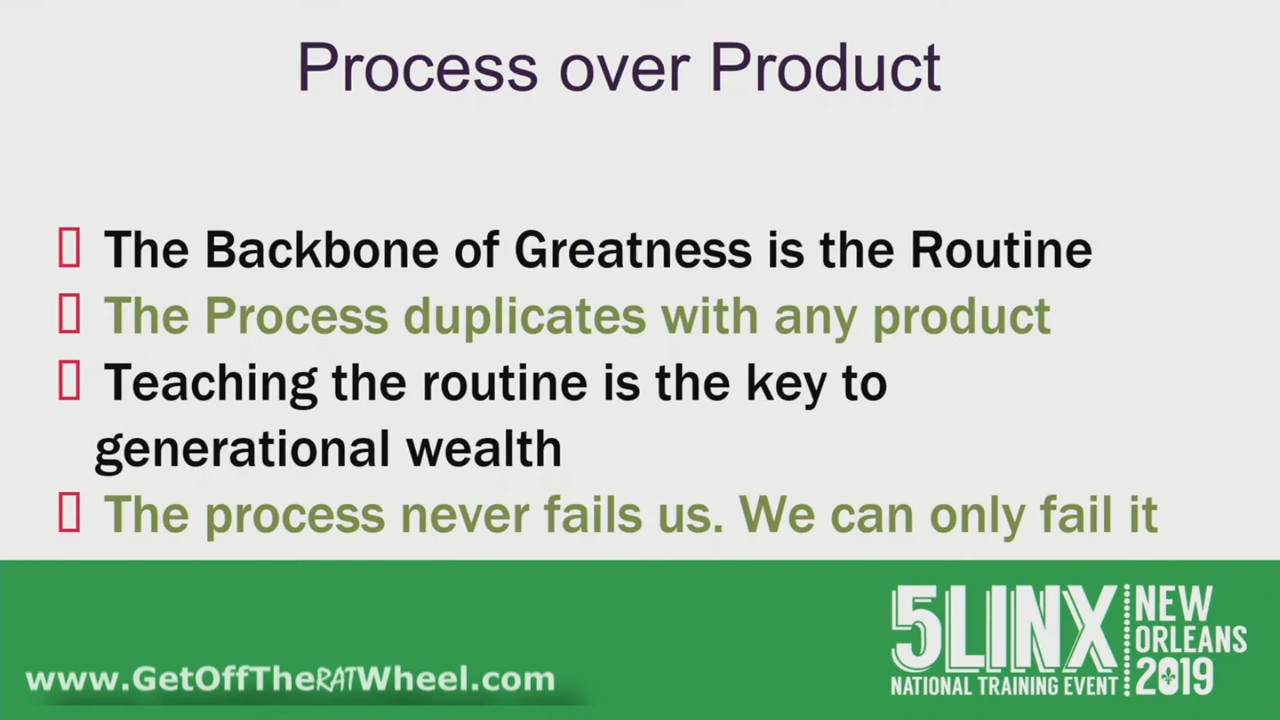 Process over Product
The Backbone of Greatness is the Routine
The Process duplicates with any product
Teaching the routine is the key to
generational wealth
The process never fails us. We can only fail it
www.GetOffTheRATWheel.com
5LINX
NATIONAL TRAINING EVENT
NEW
ORLEANS
2019